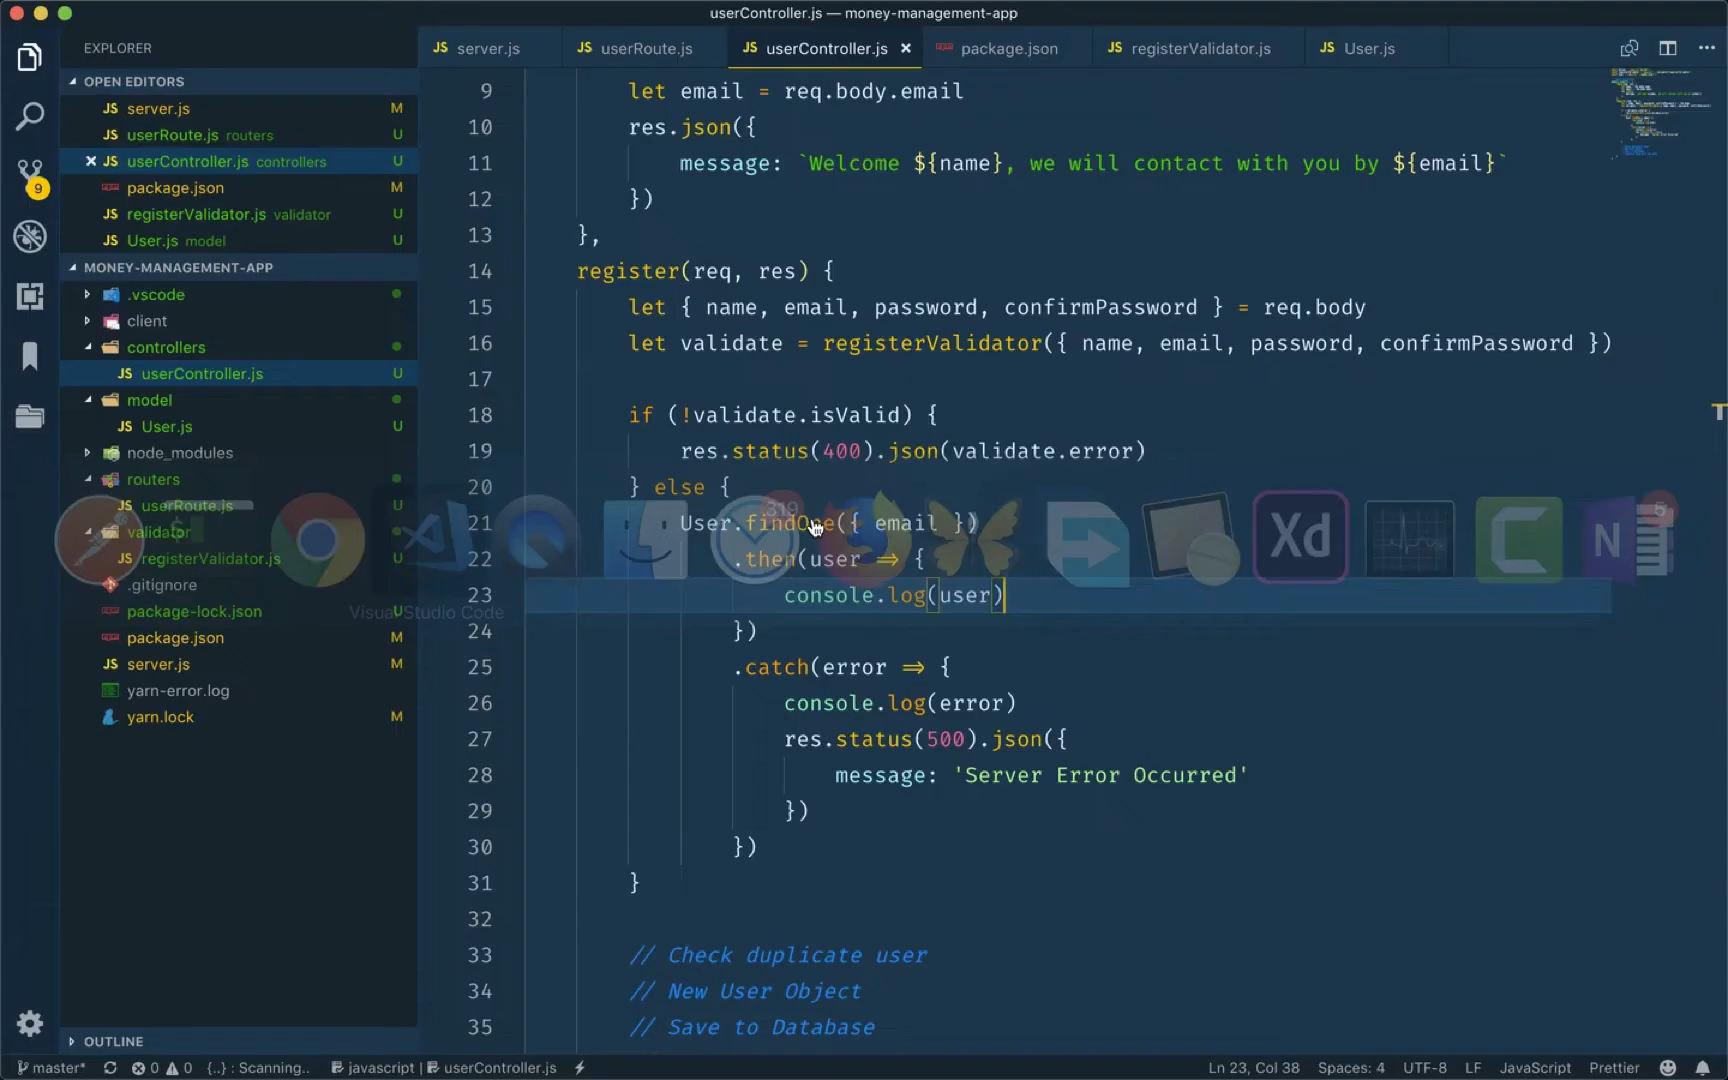 userController.js — money-management-app
EXPLORER
JS server.js
JS userRoute.js
JS userController.js ×
package.json
JS registerValidator.js
JS User.js
OPEN EDITORS
JS server.js M
JS userRoute.js routers U
× JS userController.js controllers U
package.json M
JS registerValidator.js validator U
JS User.js model U
MONEY-MANAGEMENT-APP
.vscode
client
controllers
JS userController.js U
model
JS User.js U
node_modules
routers
JS userRoute.js U
validator
JS registerValidator.js U
.gitignore
package-lock.json U
package.json M
JS server.js M
yarn-error.log
yarn.lock M
OUTLINE
9
9 let email = req.body.email
10 res.json({
11 message: `Welcome ${name}, we will contact with you by ${email}`
12 })
13 },
14 register(req, res) {
15 let { name, email, password, confirmPassword } = req.body
16 let validate = registerValidator({ name, email, password, confirmPassword })
17
18 if (!validate.isValid) {
19 res.status(400).json(validate.error)
20 } else {
21 User.findOne({ email })
22 .then(user => {
23 console.log(user)
24 })
25 .catch(error => {
26 console.log(error)
27 res.status(500).json({
28 message: 'Server Error Occurred'
29 })
30 })
31 }
32
33 // Check duplicate user
34 // New User Object
35 // Save to Database
319
Xd
N
5
Visual Studio Code
master* 0 0 {..} : Scanning.. javascript | userController.js
Ln 23, Col 38 Spaces: 4 UTF-8 LF JavaScript Prettier